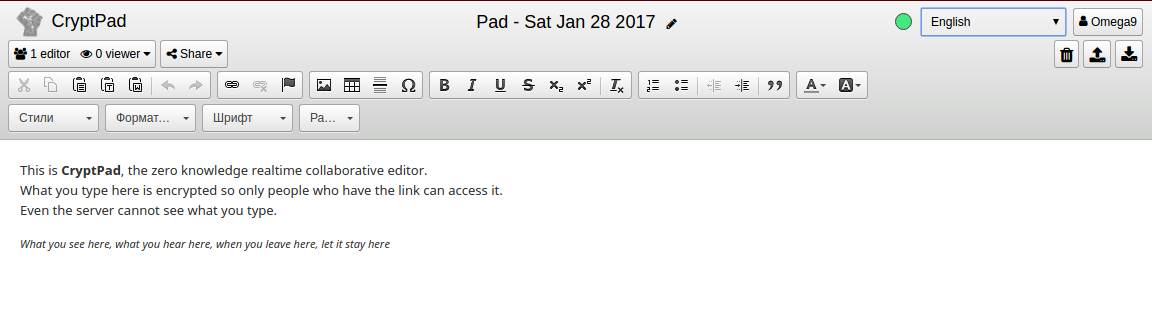 CryptPad
Pad - Sat Jan 28 2017
English
Omega9
1 editor 0 viewer Share
B I U S x₂ x² Tx Ω A A
Стили Формат... Шрифт Ра...
This is CryptPad, the zero knowledge realtime collaborative editor.
What you type here is encrypted so only people who have the link can access it.
Even the server cannot see what you type.
What you see here, what you hear here, when you leave here, let it stay here